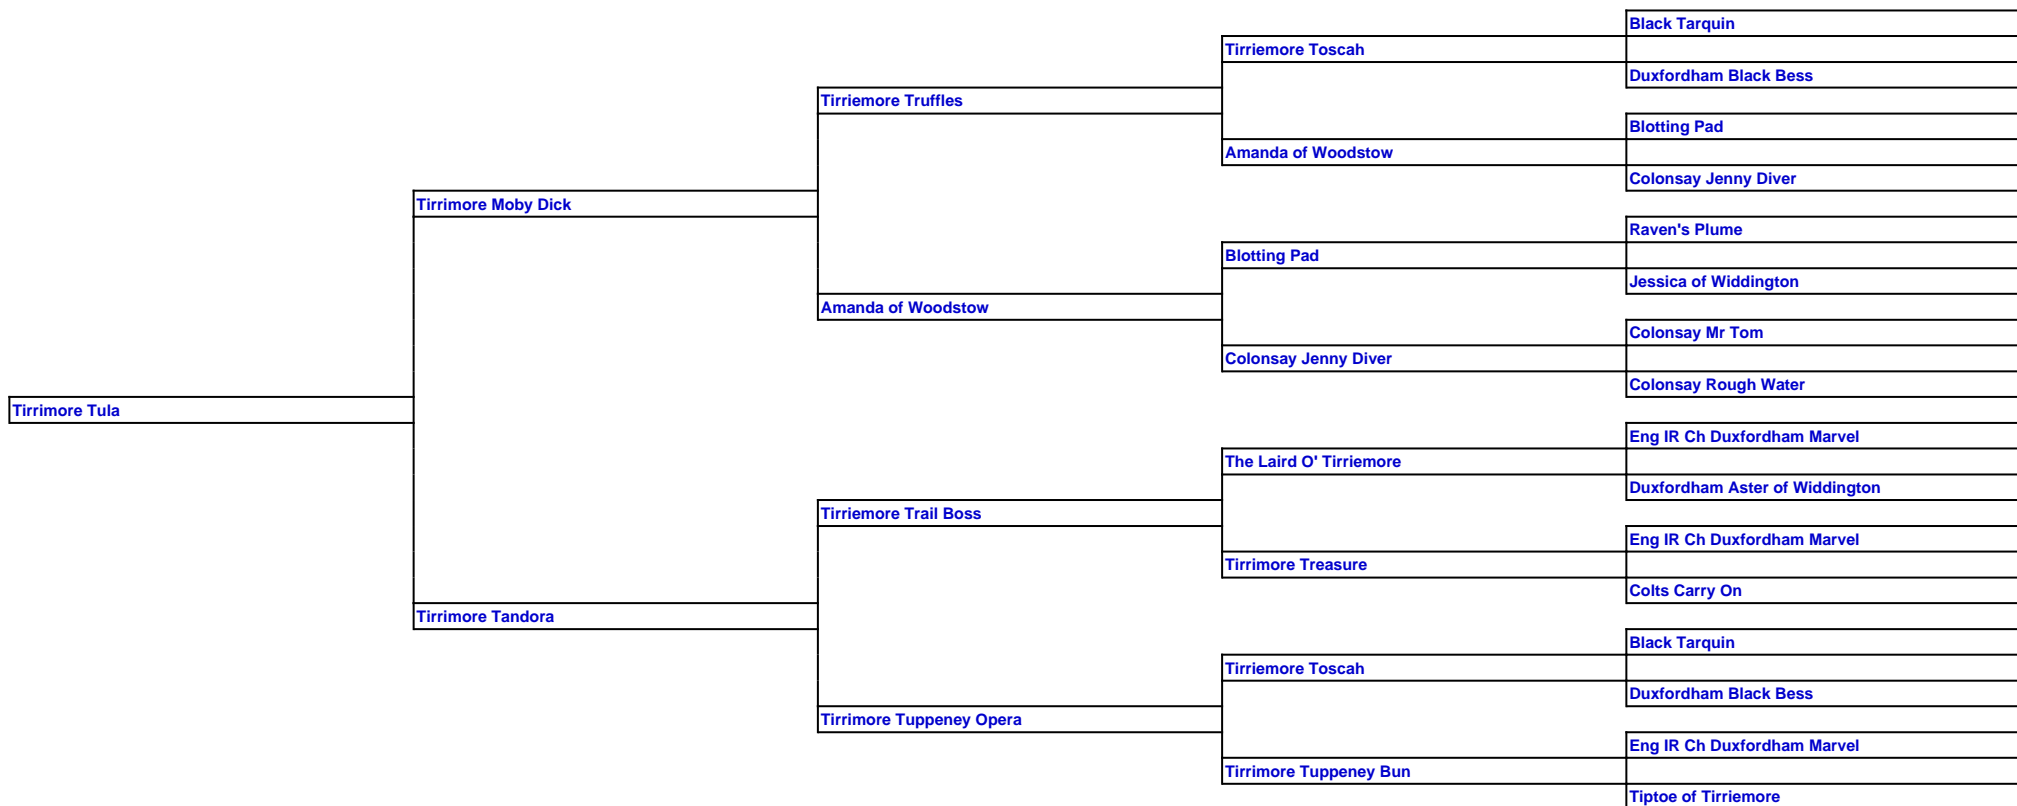 Black Tarquin
Tirriemore Toscah
Duxfordham Black Bess
Tirriemore Truffles
Blotting Pad
Amanda of Woodstow
Colonsay Jenny Diver
Tirrimore Moby Dick
Raven's Plume
Blotting Pad
Jessica of Widdington
Amanda of Woodstow
Colonsay Mr Tom
Colonsay Jenny Diver
Colonsay Rough Water
Tirrimore Tula
Eng IR Ch Duxfordham Marvel
The Laird O' Tirriemore
Duxfordham Aster of Widdington
Tirriemore Trail Boss
Eng IR Ch Duxfordham Marvel
Tirrimore Treasure
Colts Carry On
Tirrimore Tandora
Black Tarquin
Tirriemore Toscah
Duxfordham Black Bess
Tirrimore Tuppeney Opera
Eng IR Ch Duxfordham Marvel
Tirrimore Tuppeney Bun
Tiptoe of Tirriemore